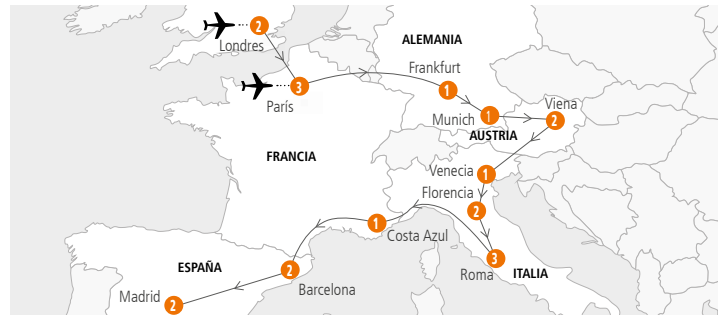 2
Londres
ALEMANIA
Frankfurt
3
París
1
Viena
1
2
Munich
AUSTRIA
FRANCIA
Venecia
1
Florencia
2
1
Costa Azul
3
ESPAÑA
2
Roma
ITALIA
Barcelona
Madrid
2